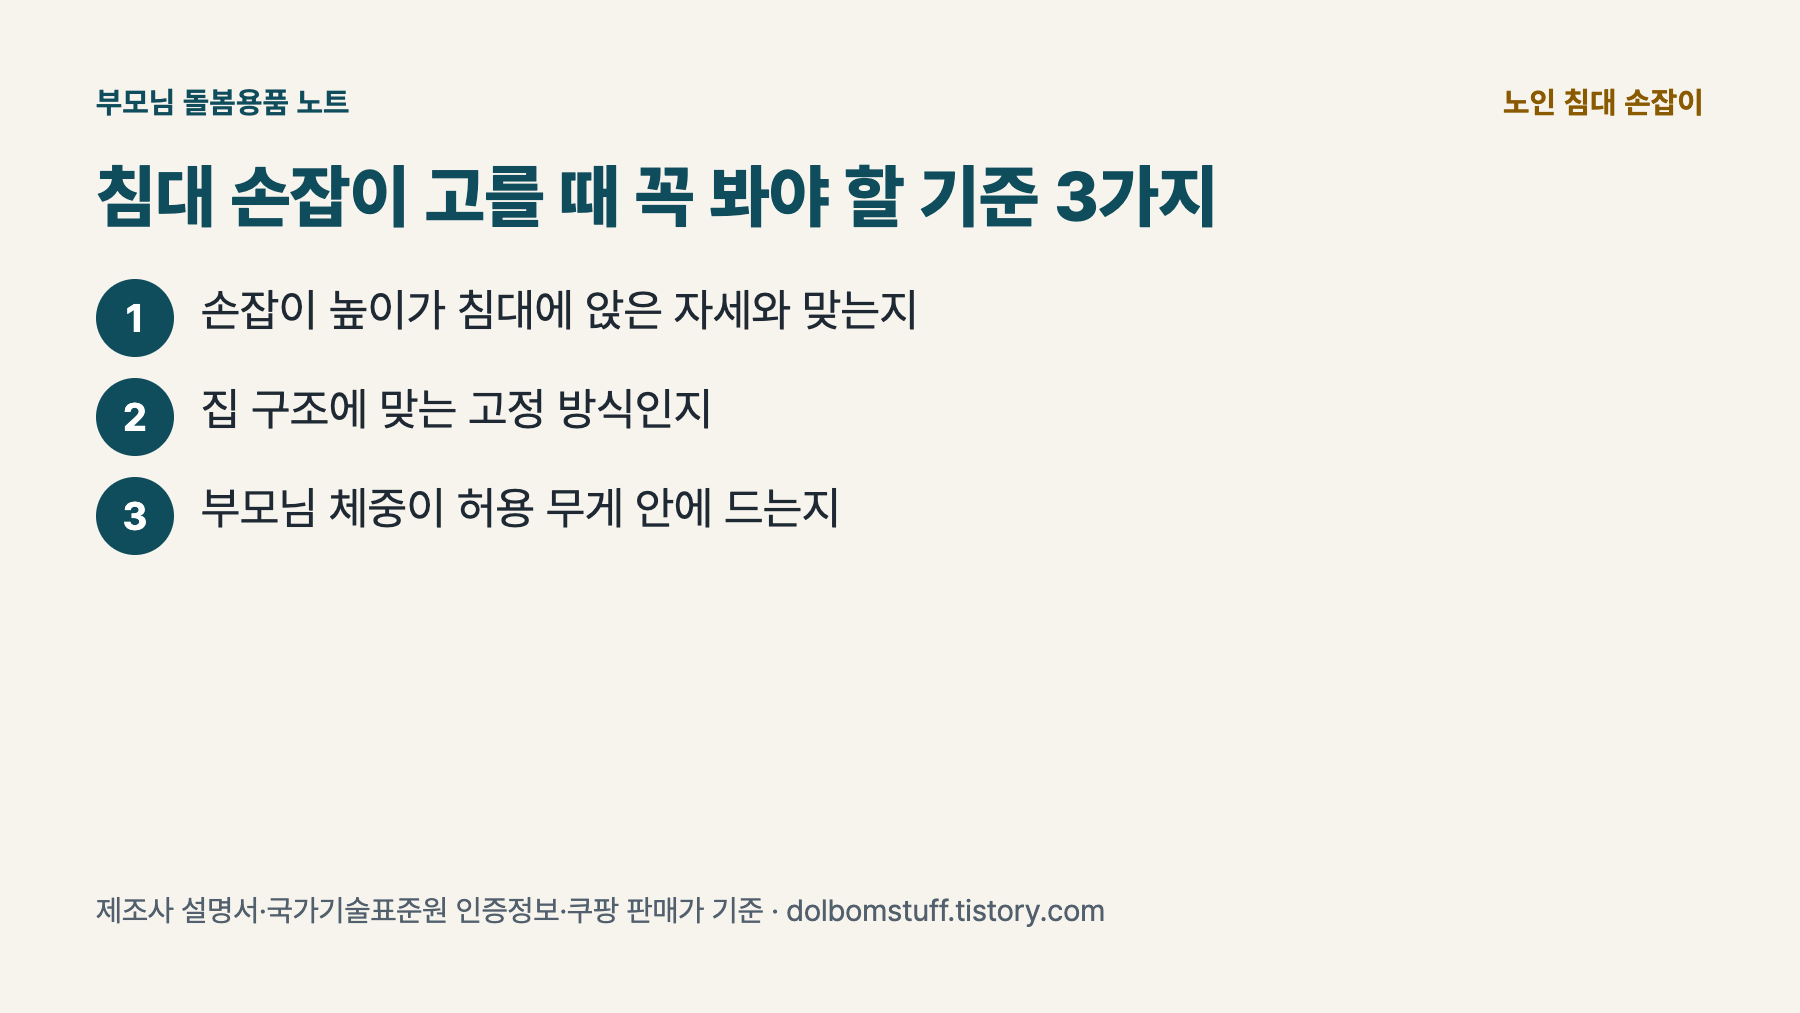 부모님 돌봄용품 노트
노인 침대 손잡이
침대 손잡이 고를 때 꼭 봐야 할 기준 3가지
1 손잡이 높이가 침대에 앉은 자세와 맞는지
2 집 구조에 맞는 고정 방식인지
3 부모님 체중이 허용 무게 안에 드는지
제조사 설명서·국가기술표준원 인증정보·쿠팡 판매가 기준 · dolbomstuff.tistory.com